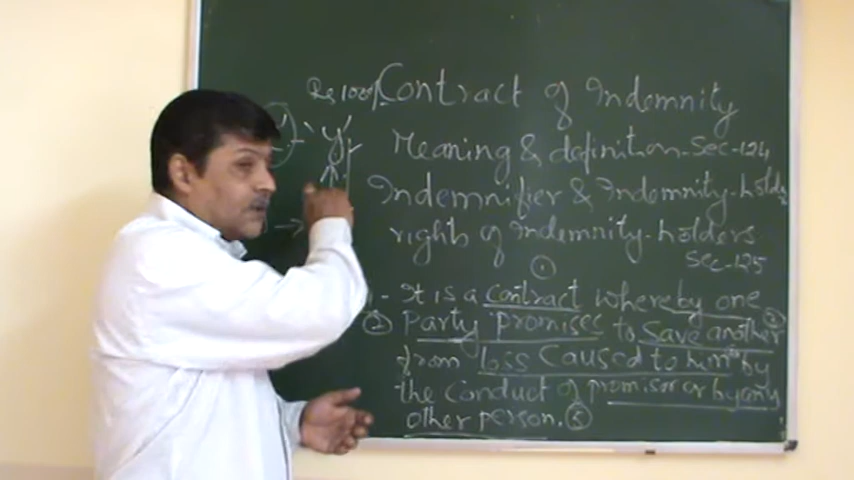 Rs 100/- Contract of Indemnity
'y' Meaning & definition - Sec-124
Indemnifier & Indemnity-holder
rights of Indemnity-holders
Sec-125
①
It is a contract whereby one
② Party promises to Save another
from loss Caused to him by
the Conduct of promisor or by any
other person. ⑤